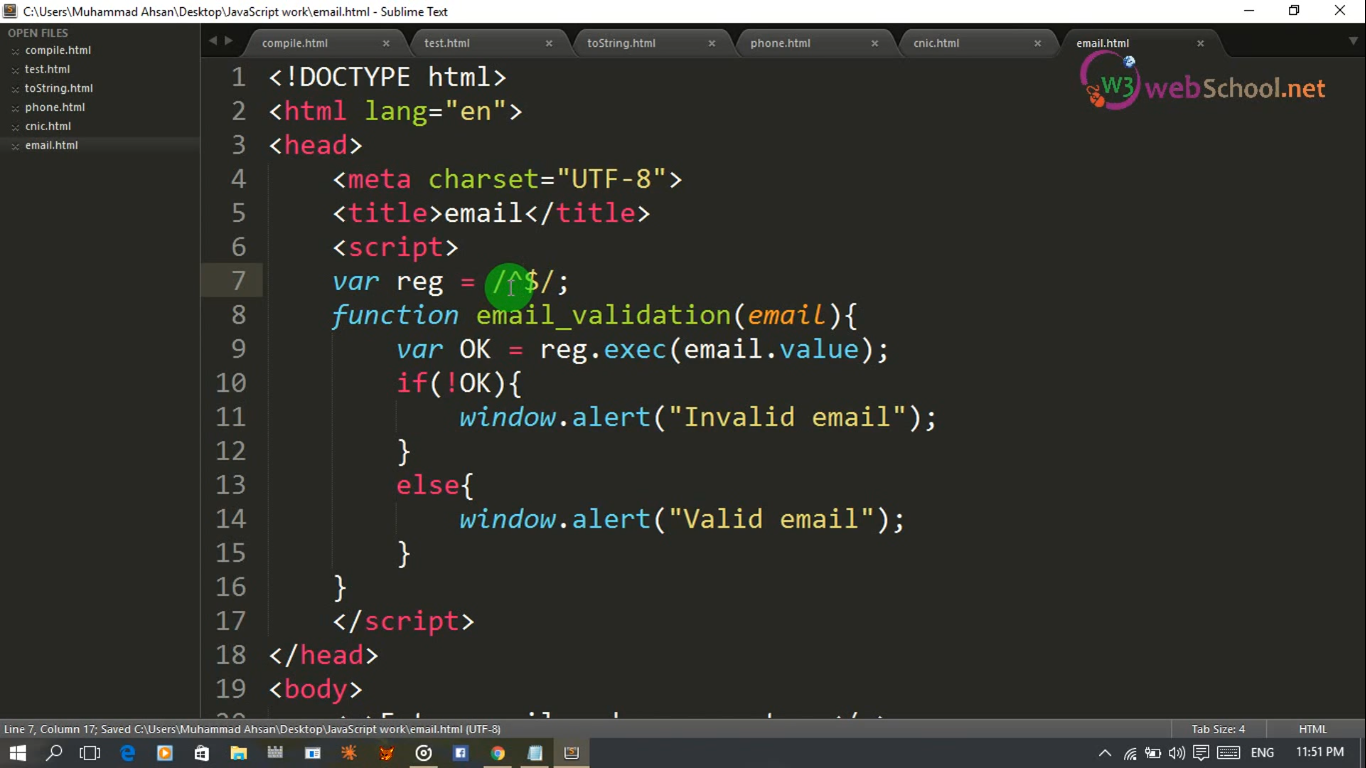 C:\Users\Muhammad Ahsan\Desktop\JavaScript work\email.html - Sublime Text
OPEN FILES
compile.html
test.html
toString.html
phone.html
cnic.html
email.html
compile.html
test.html
toString.html
phone.html
cnic.html
email.html
W3 webSchool.net
1 <!DOCTYPE html>
2 <html lang="en">
3 <head>
4 <meta charset="UTF-8">
5 <title>email</title>
6 <script>
7 var reg = /^$/;
8 function email_validation(email){
9 var OK = reg.exec(email.value);
10 if(!OK){
11 window.alert("Invalid email");
12 }
13 else{
14 window.alert("Valid email");
15 }
16 }
17 </script>
18 </head>
19 <body>
Line 7, Column 17; Saved C:\Users\Muhammad Ahsan\Desktop\JavaScript work\email.html (UTF-8)
Tab Size: 4
HTML
ENG
11:51 PM